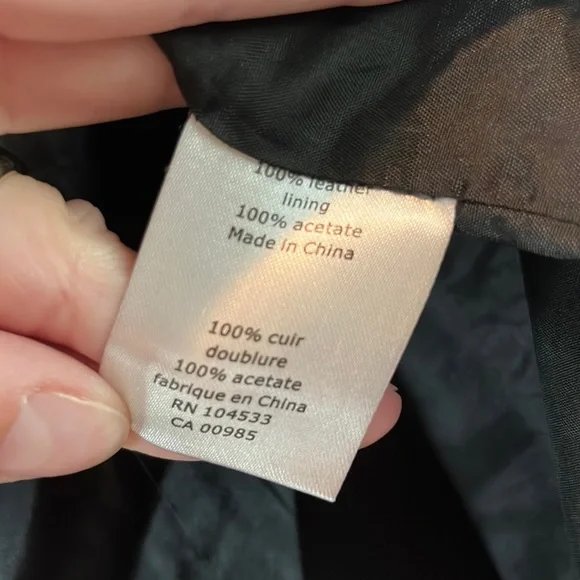 100% leather
lining
100% acetate
Made in China
100% cuir
doublure
100% acetate
fabrique en China
RN 104533
CA 00985